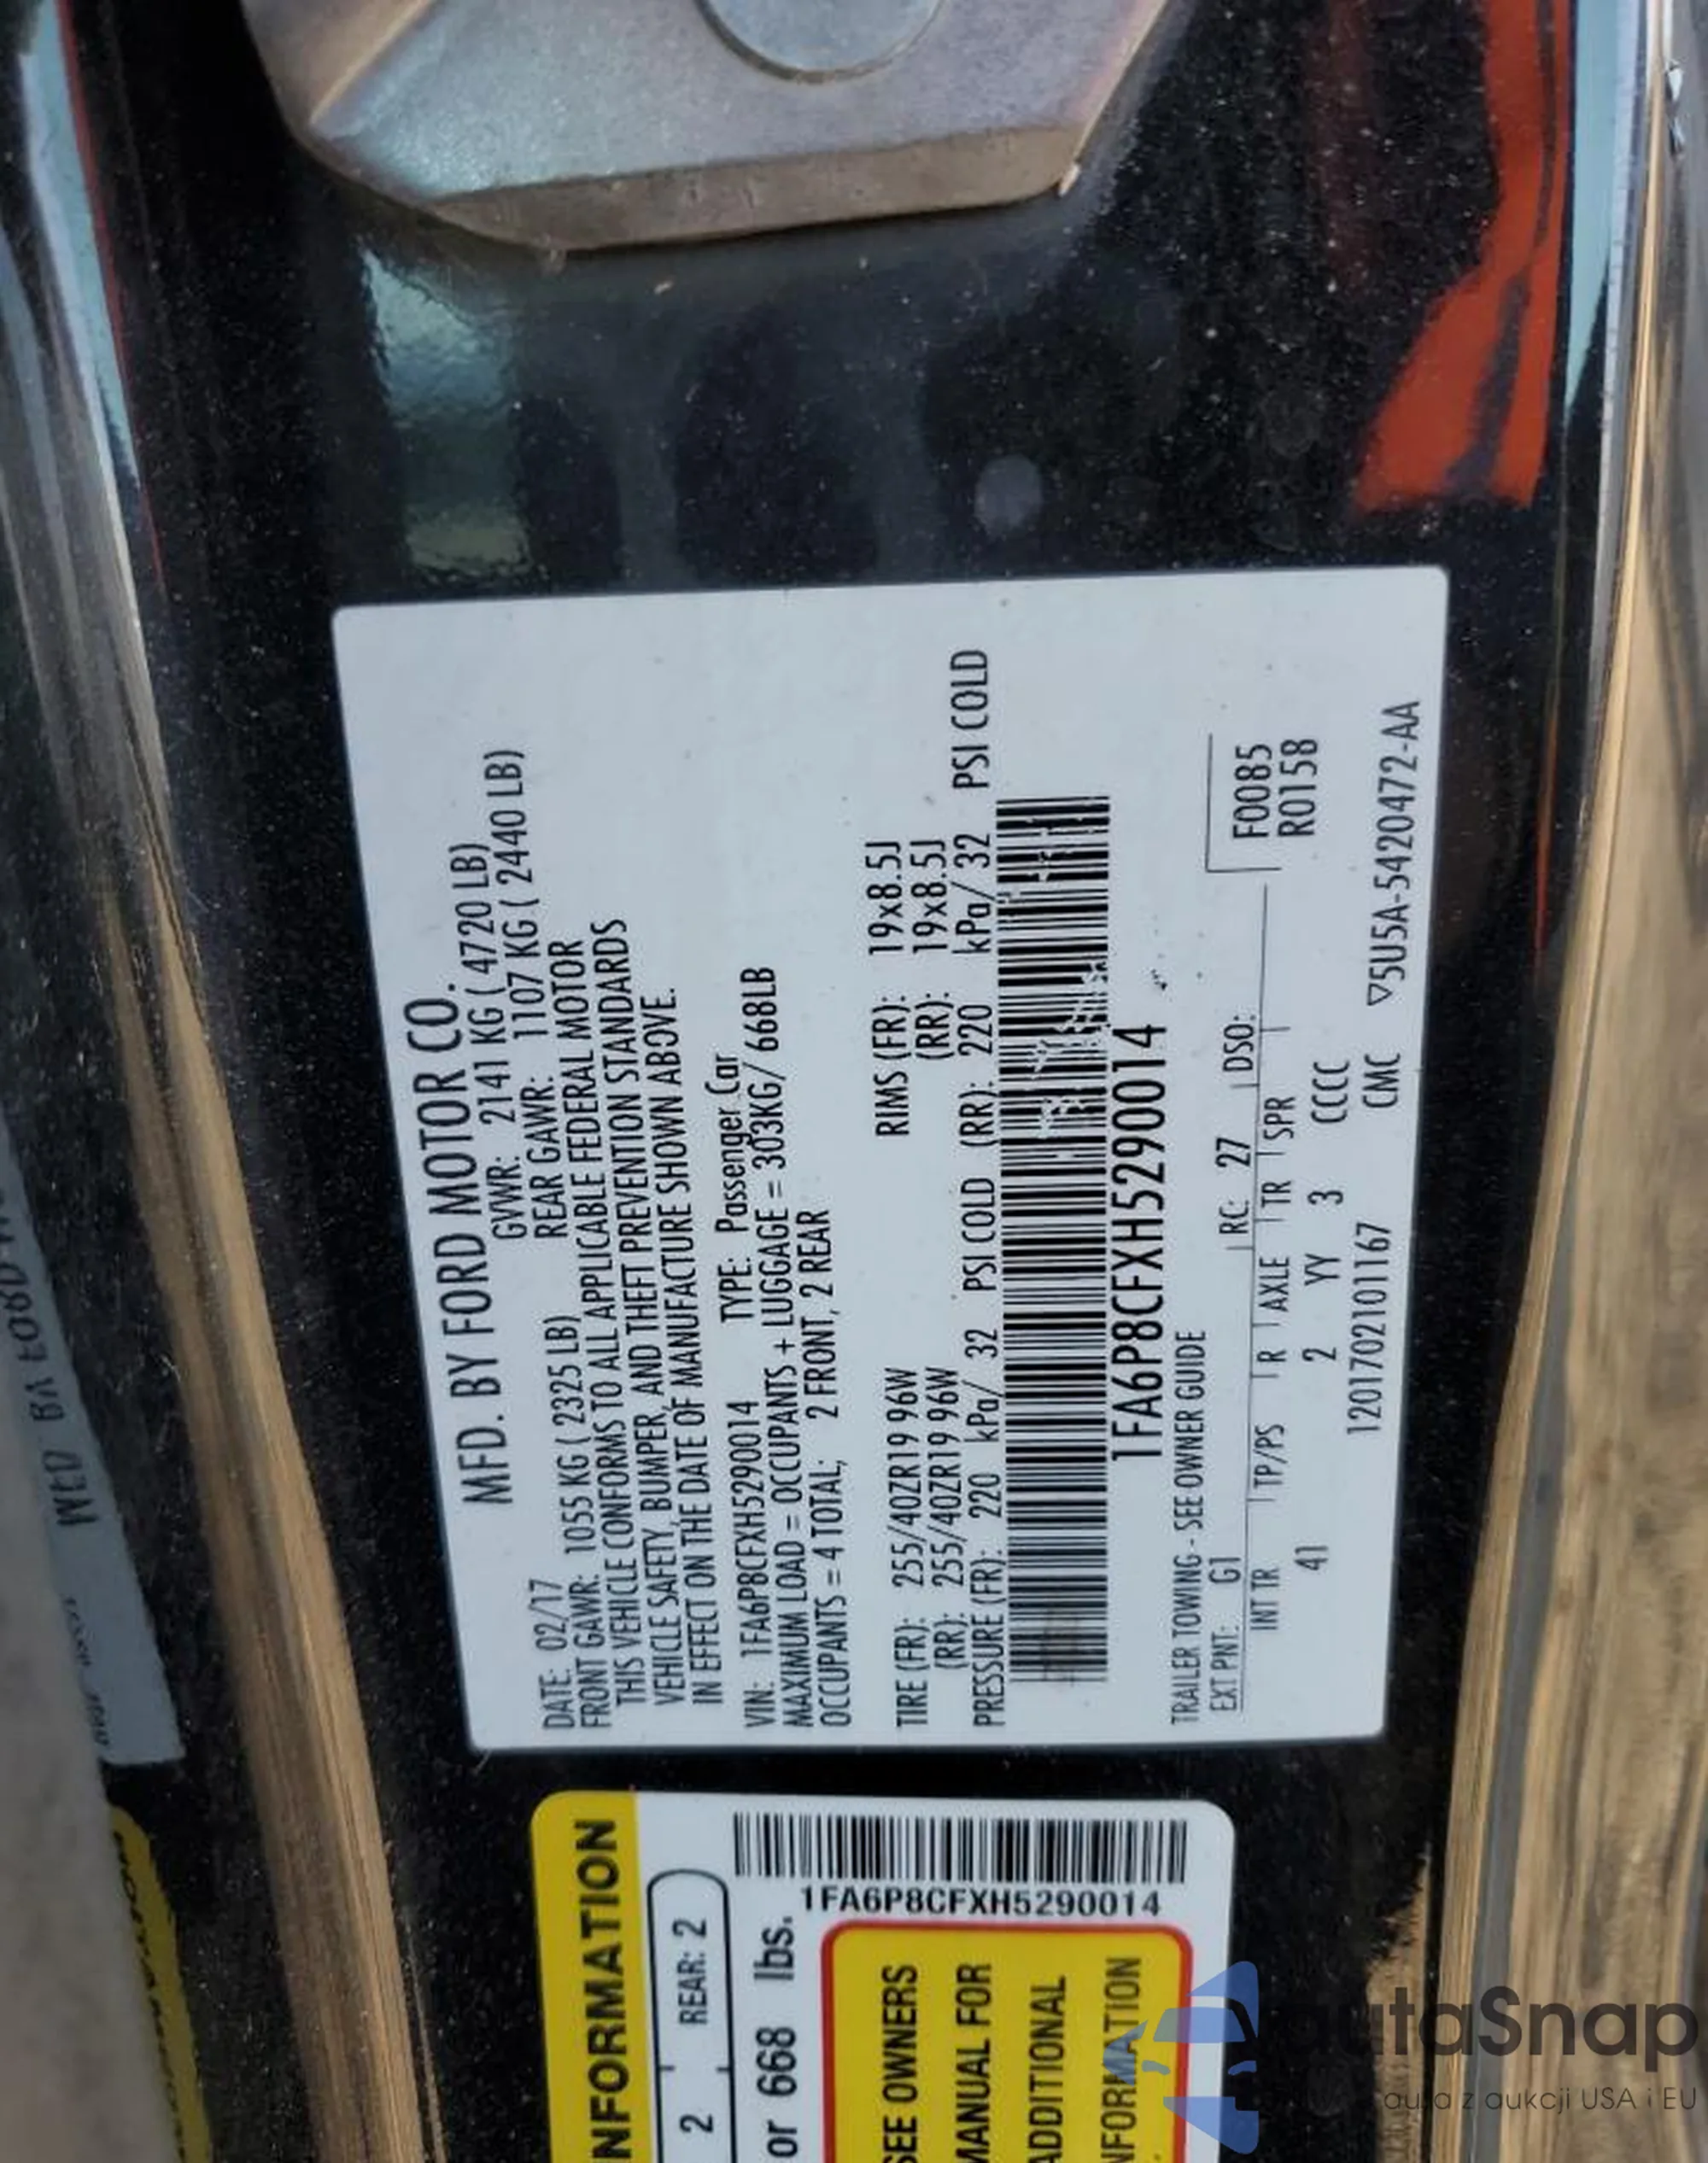 MFD. BY FORD MOTOR CO.
DATE: 02/17 GVWR: 2141 KG ( 4720 LB)
FRONT GAWR: 1055 KG ( 2325 LB) REAR GAWR: 1107 KG ( 2440 LB)
THIS VEHICLE CONFORMS TO ALL APPLICABLE FEDERAL MOTOR
VEHICLE SAFETY, BUMPER, AND THEFT PREVENTION STANDARDS
IN EFFECT ON THE DATE OF MANUFACTURE SHOWN ABOVE.
VIN: 1FA6P8CFXH5290014 TYPE: Passenger Car
MAXIMUM LOAD = OCCUPANTS + LUGGAGE = 303KG/ 668LB
OCCUPANTS = 4 TOTAL; 2 FRONT, 2 REAR
TIRE (FR): 255/40ZR19 96W RIMS (FR): 19x8.5J
(RR): 255/40ZR19 96W (RR): 19x8.5J
PRESSURE (FR): 220 kPa/ 32 PSI COLD (RR): 220 kPa/ 32 PSI COLD
1FA6P8CFXH5290014
TRAILER TOWING - SEE OWNER GUIDE
EXT PNT: G1 RC: 27 DSO: F0085
INT TR TP/PS R AXLE TR SPR R0158
41 2 YY 3 CCCC
12017021011167 CMC ▽5U5A-5420472-AA
NFORMATION
2 REAR: 2
or 668 lbs.
1FA6P8CFXH5290014
SEE OWNERS
MANUAL FOR
ADDITIONAL
INFORMATION
autaSnap
auta z aukcji USA i EU